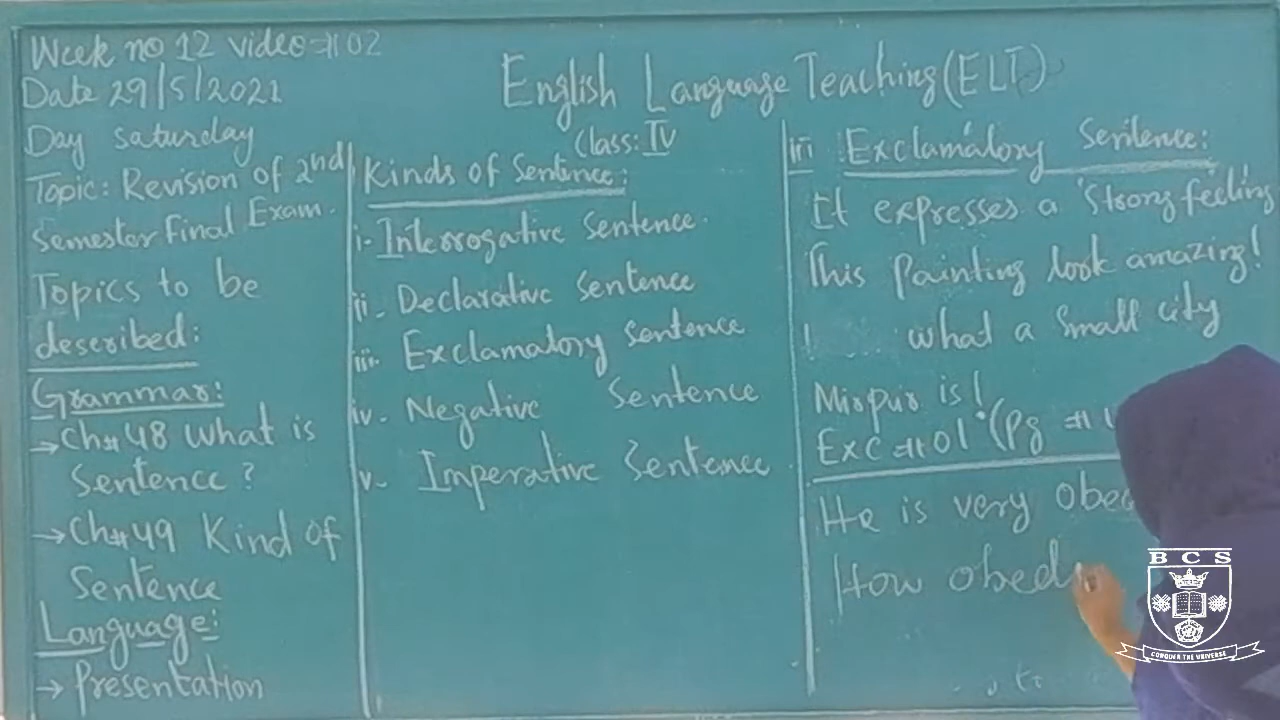 Week no 12 video #02
Date 29/5/2021
Day saturday
Topic: Revision of 2nd
Semester Final Exam.
Topics to be
described:
Grammar:
→ Ch#48 What is
Sentence?
→ Ch#49 Kind of
Sentence
Language:
→ Presentation
English Language Teaching (ELT)
Class: IV
Kinds of Sentence:
i- Interrogative Sentence.
ii- Declarative Sentence
iii- Exclamatory Sentence
iv- Negative Sentence
v- Imperative Sentence
iii Exclamatory Sentence:
It expresses a strong feeling
This painting look amazing!
! what a small city
Mirpur is!
Exc #01 (Pg #
He is very
How
BCS
CONQUER THE UNIVERSE